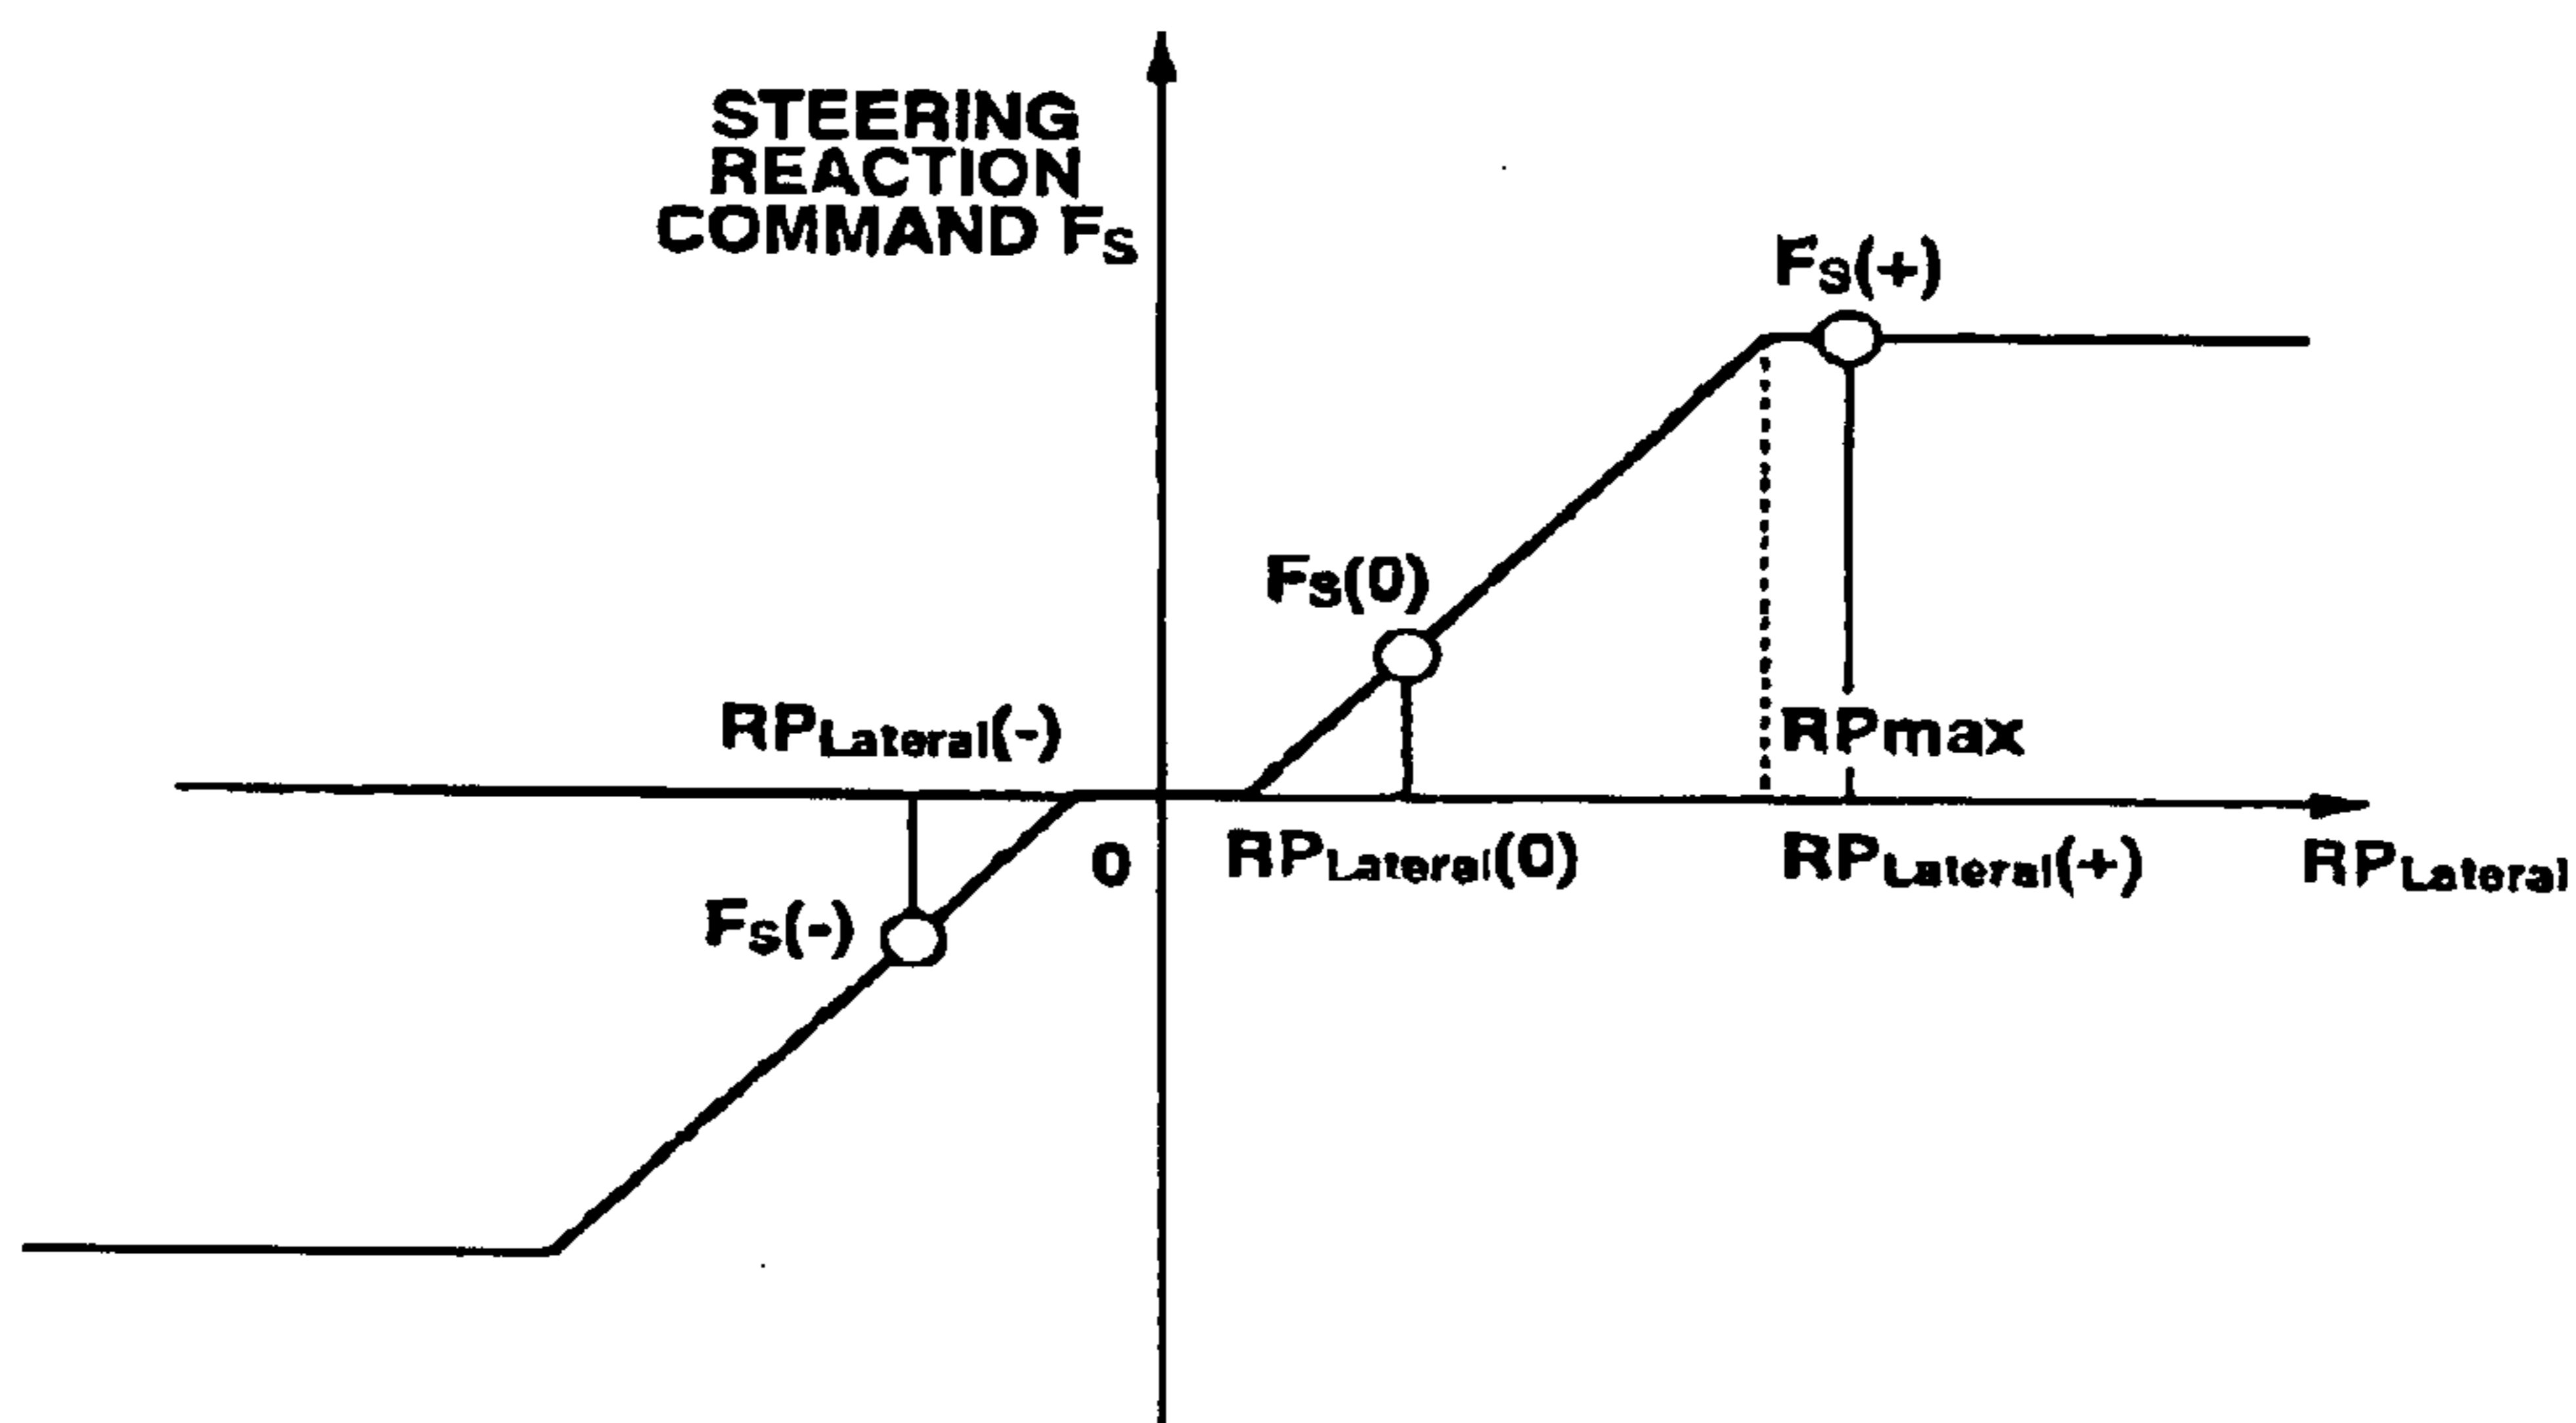 STEERING
REACTION
COMMAND FS
FS(+)
FS(0)
RPLateral(-)
RPmax
0
RPLateral(0)
RPLateral(+)
RPLateral
FS(-)